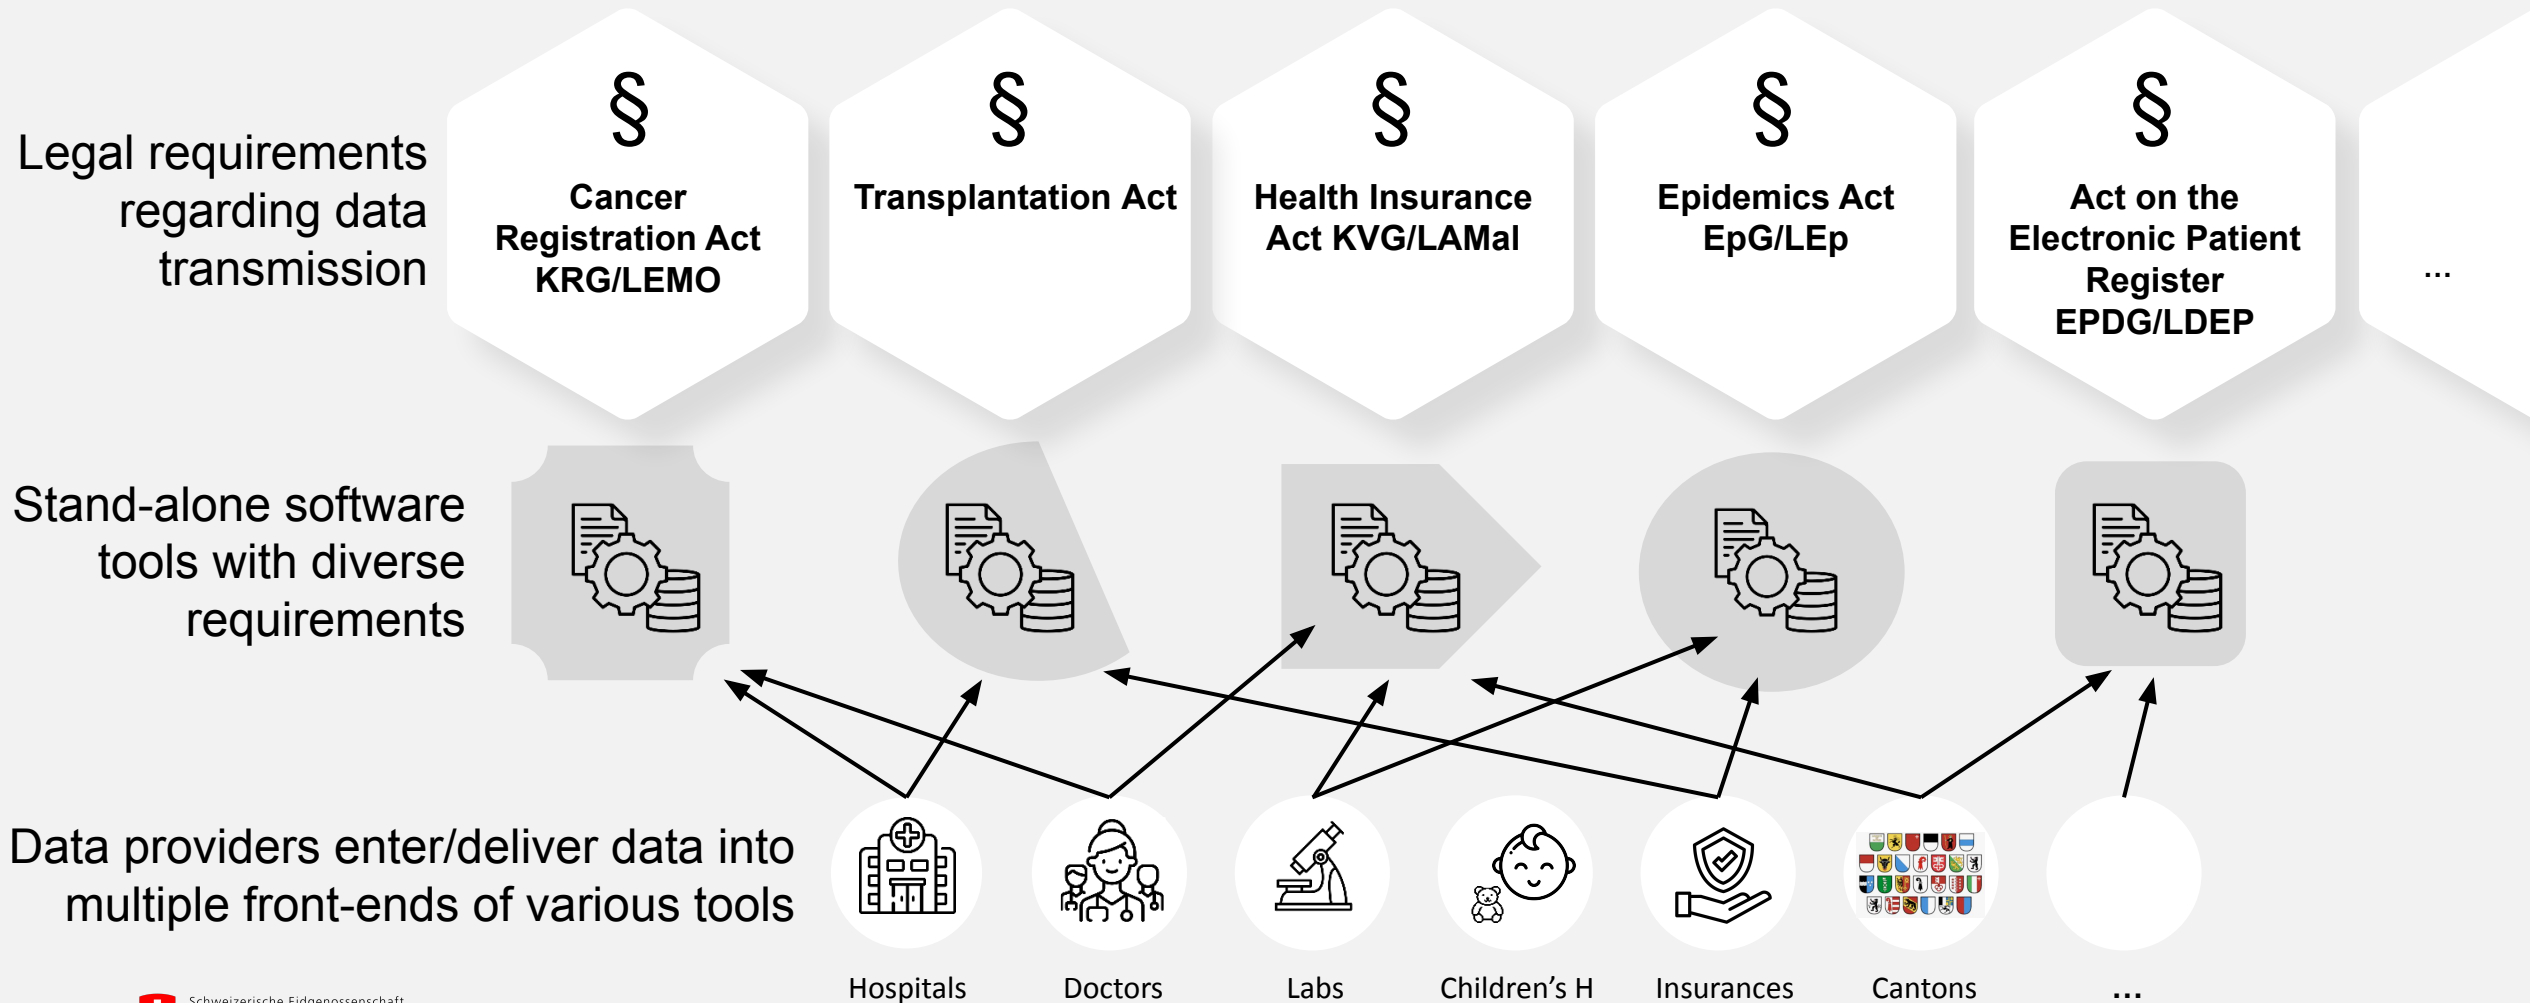 Legal requirements
regarding data
transmission
§
Cancer
Registration Act
KRG/LEMO
§
Transplantation Act
§
Health Insurance
Act KVG/LAMal
§
Epidemics Act
EpG/LEp
§
Act on the
Electronic Patient
Register
EPDG/LDEP
...
Stand-alone software
tools with diverse
requirements
Data providers enter/deliver data into
multiple front-ends of various tools
Hospitals
Doctors
Labs
Children's H
Insurances
Cantons
...
Schweizerische Eidgenossenschaft